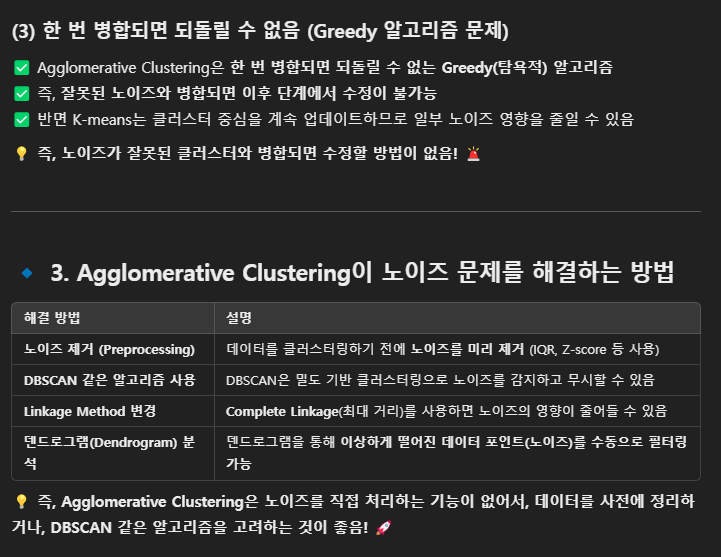 (3) 한 번 병합되면 되돌릴 수 없음 (Greedy 알고리즘 문제)
✅ Agglomerative Clustering은 한 번 병합되면 되돌릴 수 없는 Greedy(탐욕적) 알고리즘
✅ 즉, 잘못된 노이즈와 병합되면 이후 단계에서 수정이 불가능
✅ 반면 K-means는 클러스터 중심을 계속 업데이트하므로 일부 노이즈 영향을 줄일 수 있음
💡 즉, 노이즈가 잘못된 클러스터와 병합되면 수정할 방법이 없음! 🚨
🔹 3. Agglomerative Clustering이 노이즈 문제를 해결하는 방법
해결 방법 설명
노이즈 제거 (Preprocessing) 데이터를 클러스터링하기 전에 노이즈를 미리 제거 (IQR, Z-score 등 사용)
DBSCAN 같은 알고리즘 사용 DBSCAN은 밀도 기반 클러스터링으로 노이즈를 감지하고 무시할 수 있음
Linkage Method 변경 Complete Linkage(최대 거리)를 사용하면 노이즈의 영향이 줄어들 수 있음
덴드로그램(Dendrogram) 분 덴드로그램을 통해 이상하게 떨어진 데이터 포인트(노이즈)를 수동으로 필터링
석 가능
💡 즉, Agglomerative Clustering은 노이즈를 직접 처리하는 기능이 없어서, 데이터를 사전에 정리하
거나, DBSCAN 같은 알고리즘을 고려하는 것이 좋음! 🚀